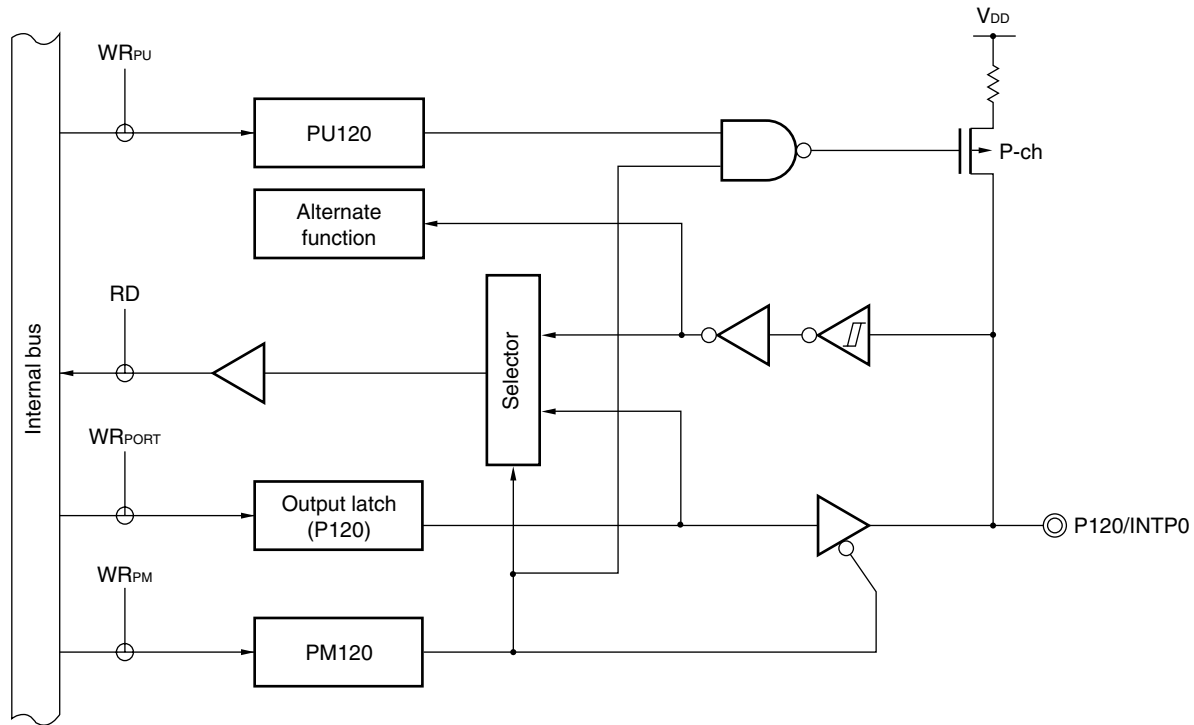 VDD
WRPU
PU120
P-ch
Alternate
function
RD
Internal bus
Selector
WRPORT
Output latch
(P120)
P120/INTP0
WRPM
PM120